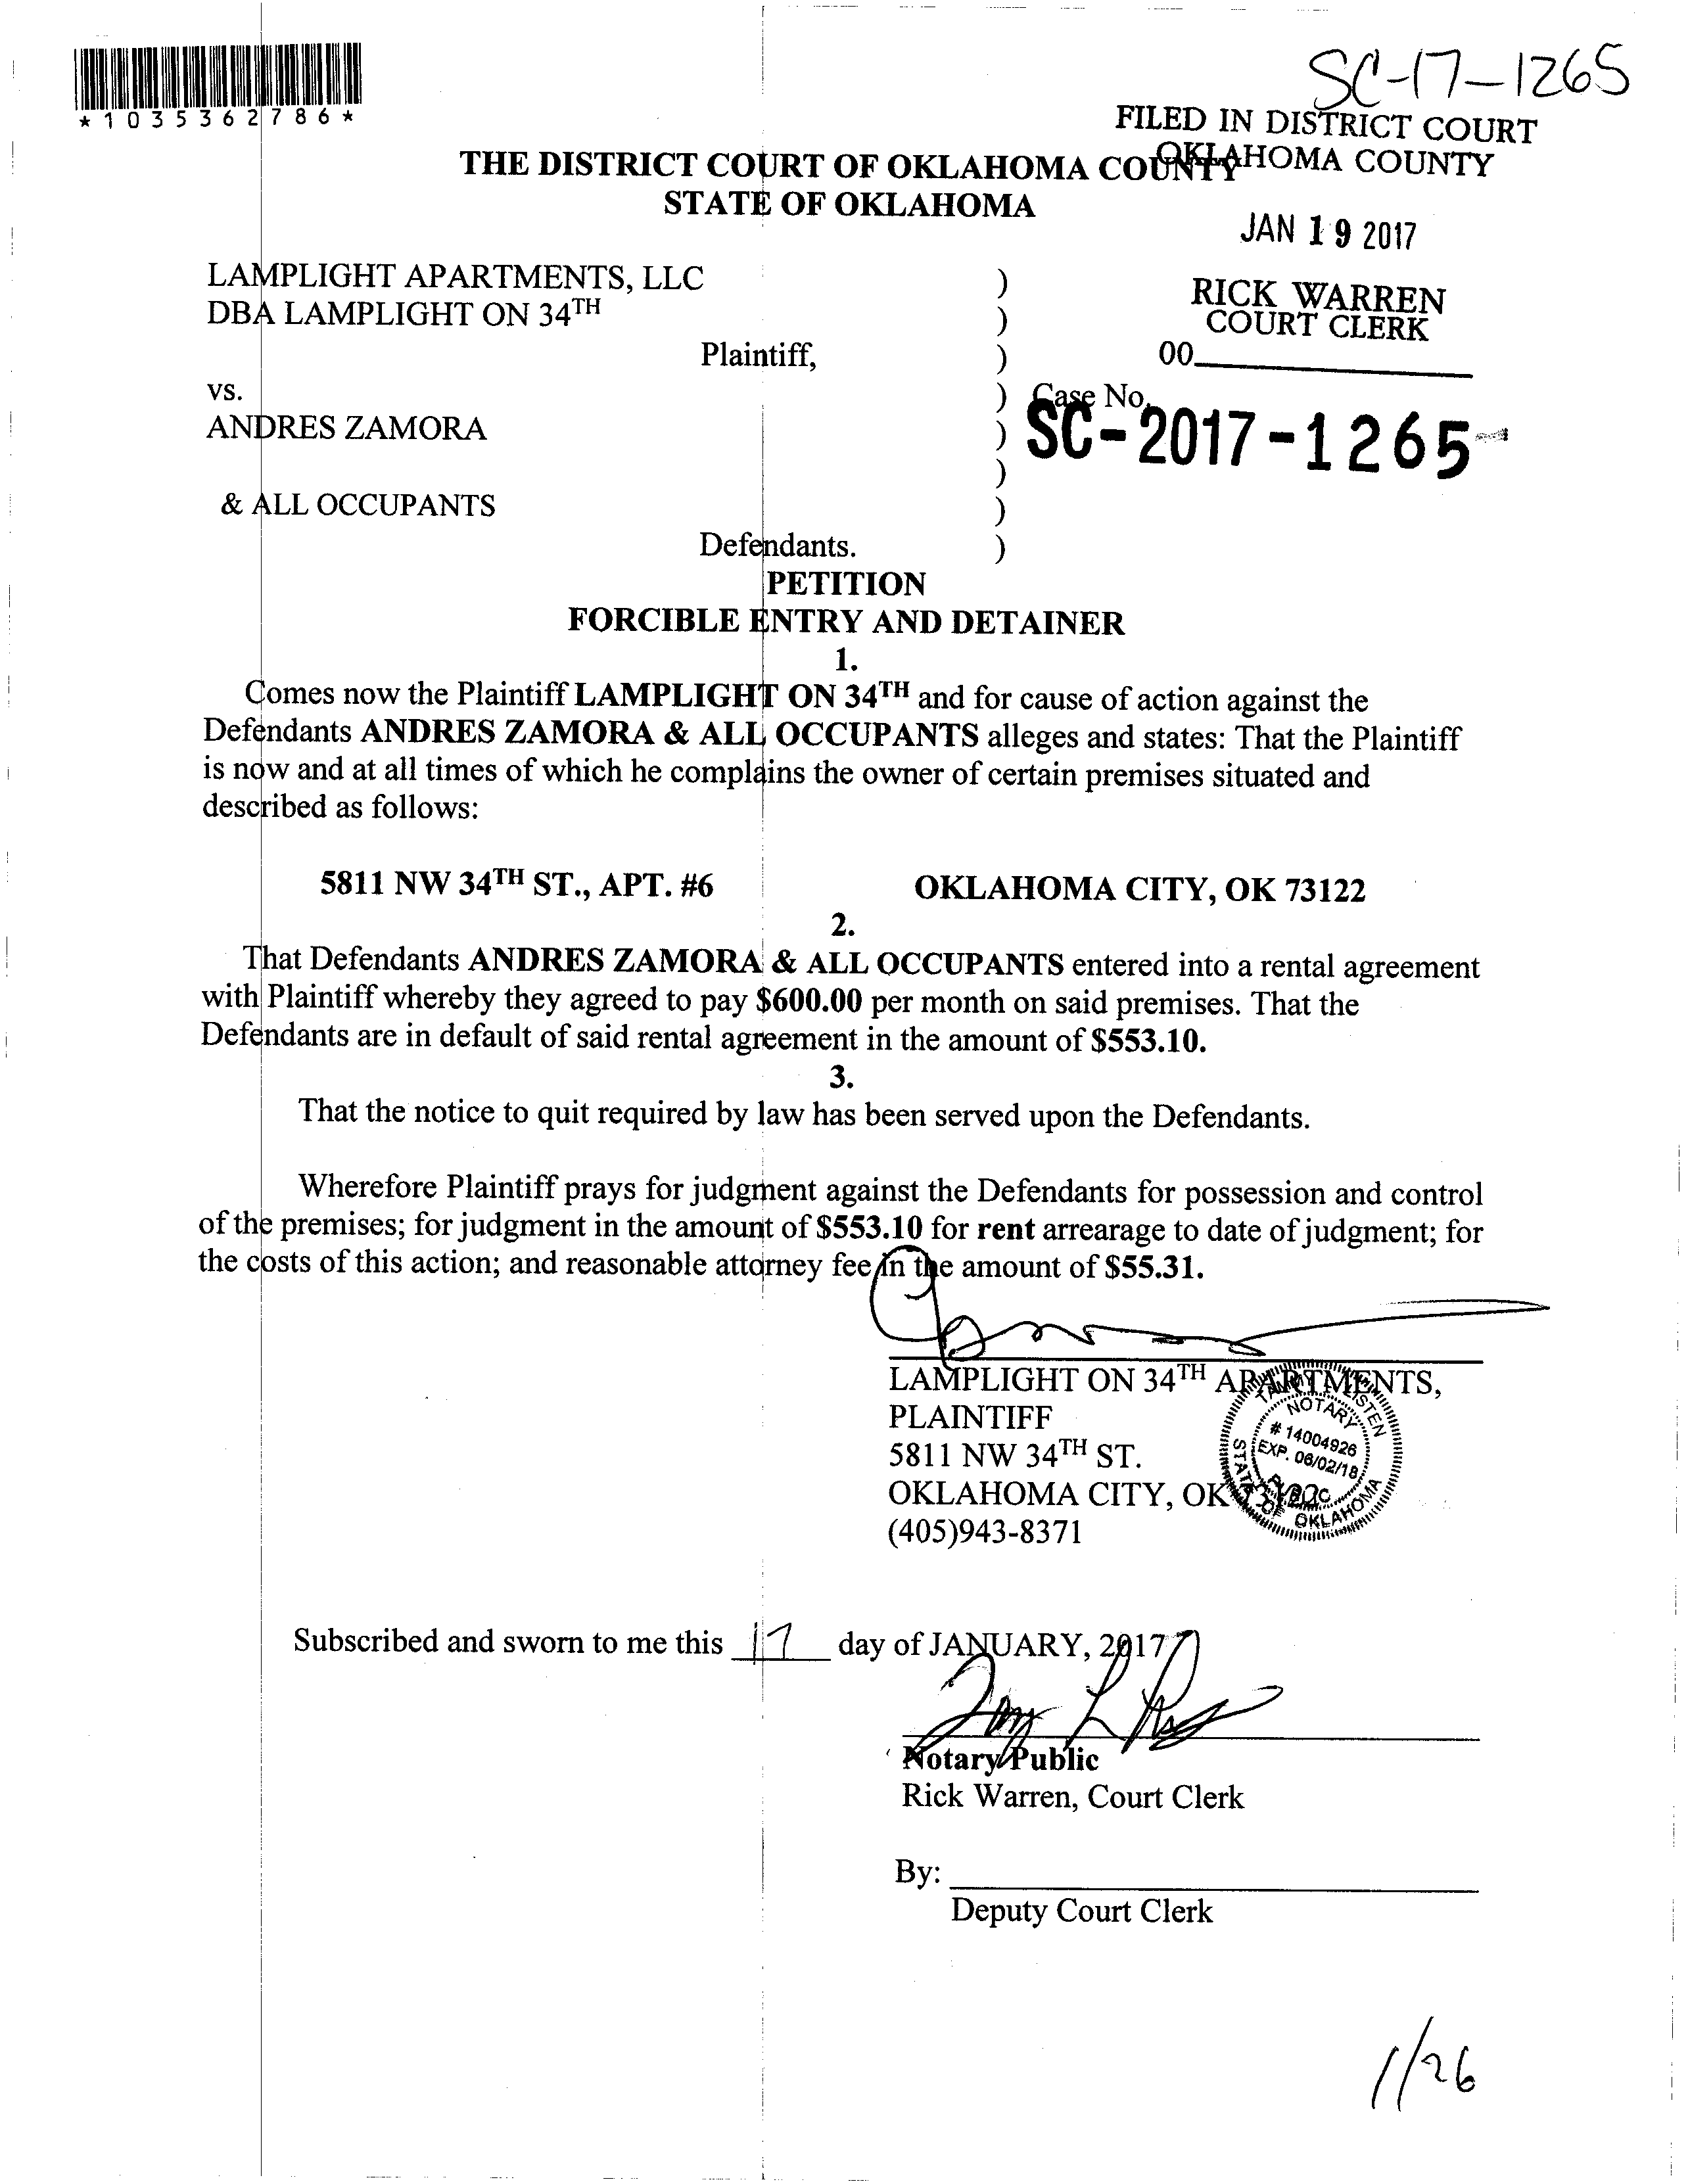 SC-17-1265
*1035362786*
FILED IN DISTRICT COURT
OKLAHOMA COUNTY
THE DISTRICT COURT OF OKLAHOMA COUNTY
STATE OF OKLAHOMA
JAN 19 2017
LAMPLIGHT APARTMENTS, LLC )
DBA LAMPLIGHT ON 34TH )
RICK WARREN
COURT CLERK
Plaintiff, )
00
vs. ) Case No.
ANDRES ZAMORA ) SC-2017-1265
)
& ALL OCCUPANTS )
Defendants. )
PETITION
FORCIBLE ENTRY AND DETAINER
1.
Comes now the Plaintiff LAMPLIGHT ON 34TH and for cause of action against the
Defendants ANDRES ZAMORA & ALL OCCUPANTS alleges and states: That the Plaintiff
is now and at all times of which he complains the owner of certain premises situated and
described as follows:
5811 NW 34TH ST., APT. #6 OKLAHOMA CITY, OK 73122
2.
That Defendants ANDRES ZAMORA & ALL OCCUPANTS entered into a rental agreement
with Plaintiff whereby they agreed to pay $600.00 per month on said premises. That the
Defendants are in default of said rental agreement in the amount of $553.10.
3.
That the notice to quit required by law has been served upon the Defendants.
Wherefore Plaintiff prays for judgment against the Defendants for possession and control
of the premises; for judgment in the amount of $553.10 for rent arrearage to date of judgment; for
the costs of this action; and reasonable attorney fee in the amount of $55.31.
LAMPLIGHT ON 34TH APARTMENTS,
PLAINTIFF
5811 NW 34TH ST.
OKLAHOMA CITY, OK 73122
(405)943-8371
NOTARY
# 14004926
EXP. 06/02/18
PUBLIC
STATE OF OKLAHOMA
Subscribed and sworn to me this 17 day of JANUARY, 2017
Notary Public
Rick Warren, Court Clerk
By:
Deputy Court Clerk
1/26